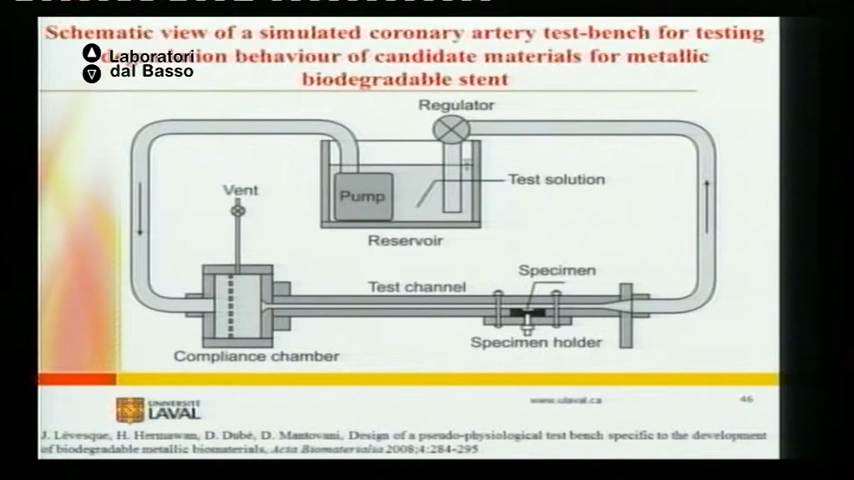 Schematic view of a simulated coronary artery test-bench for testing
behaviour of candidate materials for metallic
biodegradable stent
Laboratori
dal Basso
Regulator
Vent
Pump
Test solution
Reservoir
Specimen
Test channel
Specimen holder
Compliance chamber
UNIVERSITÉ
LAVAL
www.ulaval.ca
46
J. Lévesque, H. Hermawan, D. Dubé, D. Mantovani, Design of a pseudo-physiological test bench specific to the development
of biodegradable metallic biomaterials, Acta Biomaterialia 2008;4:284-295